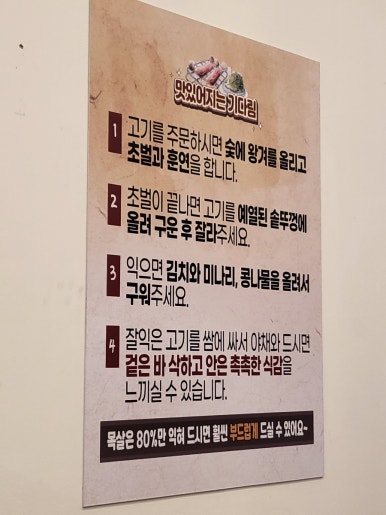 맛있어지는 기다림
1 고기를 주문하시면 숯에 왕겨를 올리고
초벌과 훈연을 합니다.
2 초벌이 끝나면 고기를 예열된 솥뚜껑에
올려 구운 후 잘라주세요.
3 익으면 김치와 미나리, 콩나물을 올려서
구워주세요.
4 잘익은 고기를 쌈에 싸서 야채와 드시면
겉은 바 삭하고 안은 촉촉한 식감을
느끼실 수 있습니다.
목살은 80%만 익혀 드시면 훨씬 부드럽게 드실 수 있어요~